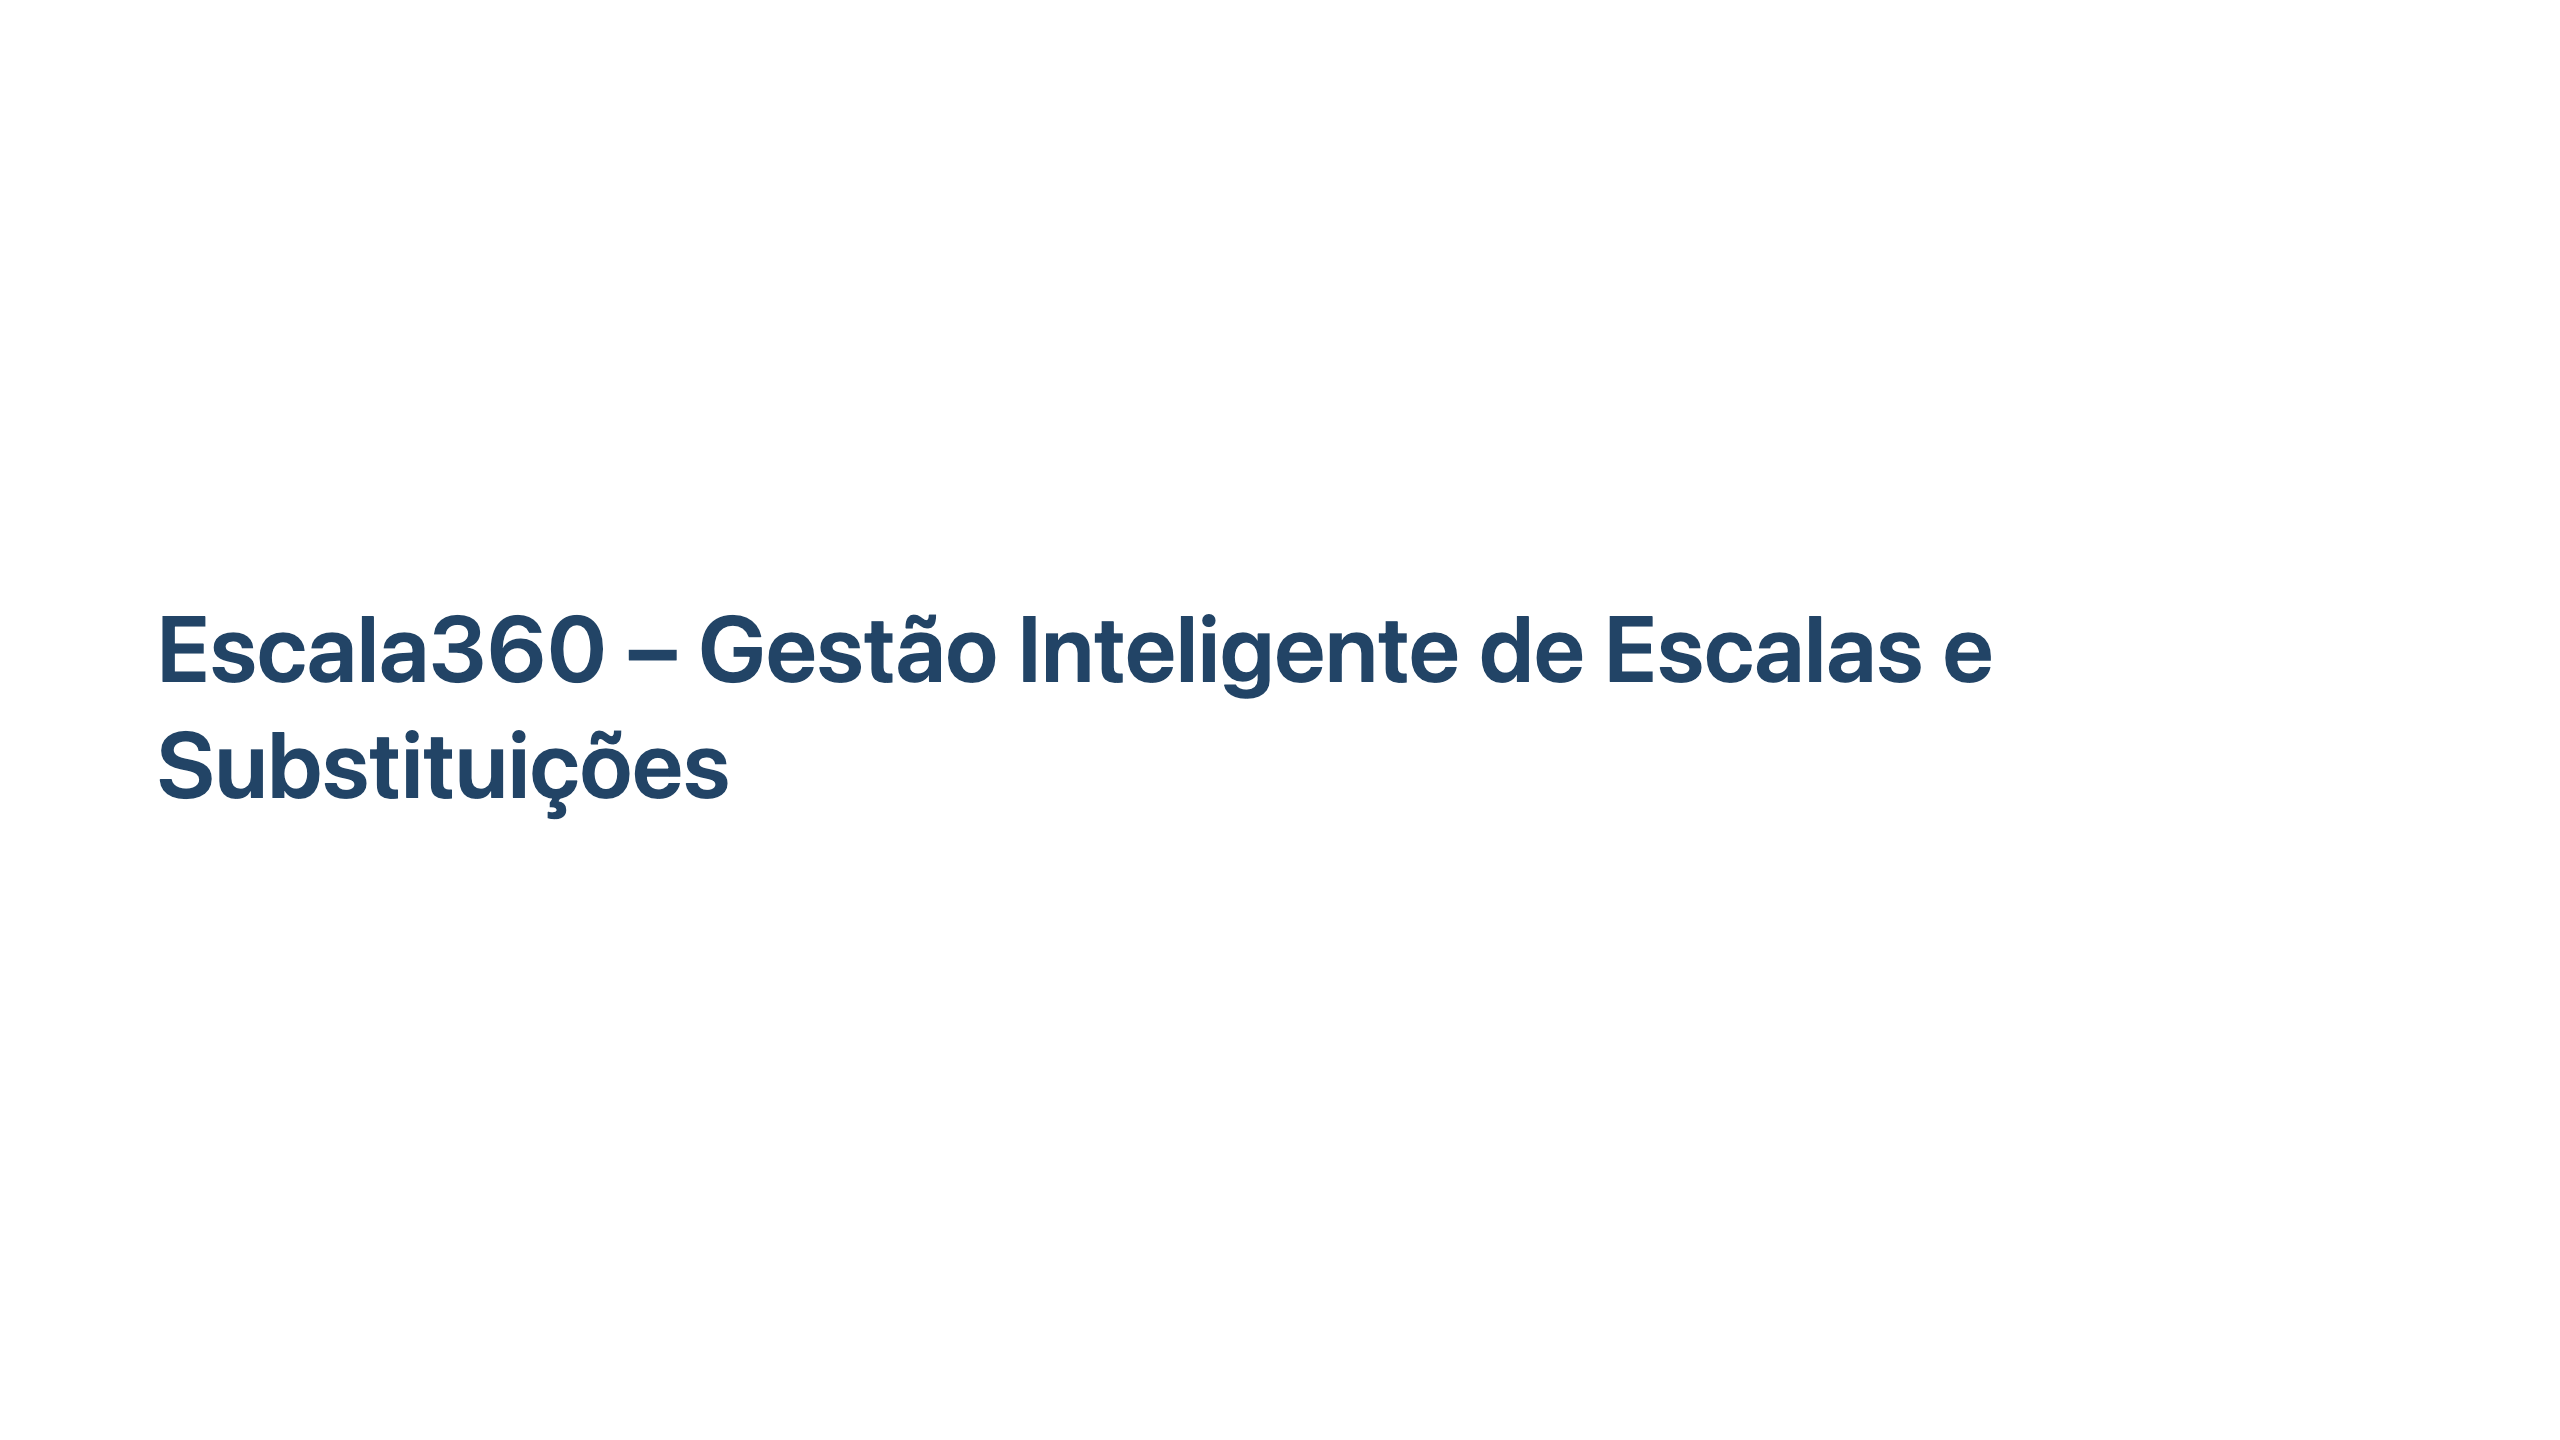 Escala360 – Gestão Inteligente de Escalas e
Substituições